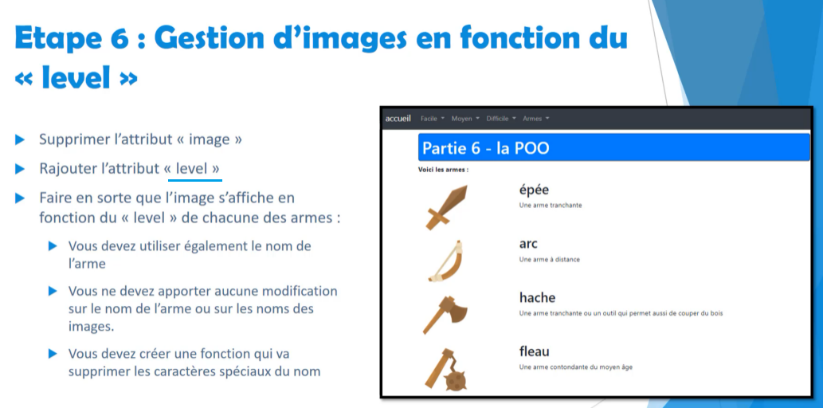 Etape 6 : Gestion d’images en fonction du
« level »
Supprimer l’attribut « image »
Rajouter l’attribut « level »
Faire en sorte que l’image s’affiche en
fonction du « level » de chacune des armes :
Vous devez utiliser également le nom de
l’arme
Vous ne devez apporter aucune modification
sur le nom de l’arme ou sur les noms des
images.
Vous devez créer une fonction qui va
supprimer les caractères spéciaux du nom
accueil Facile Moyen Difficile Armes
Partie 6 - la POO
Voici les armes :
épée
Une arme tranchante
arc
Une arme à distance
hache
Une arme tranchante ou un outil qui permet aussi de couper du bois
fleau
Une arme contondante du moyen âge